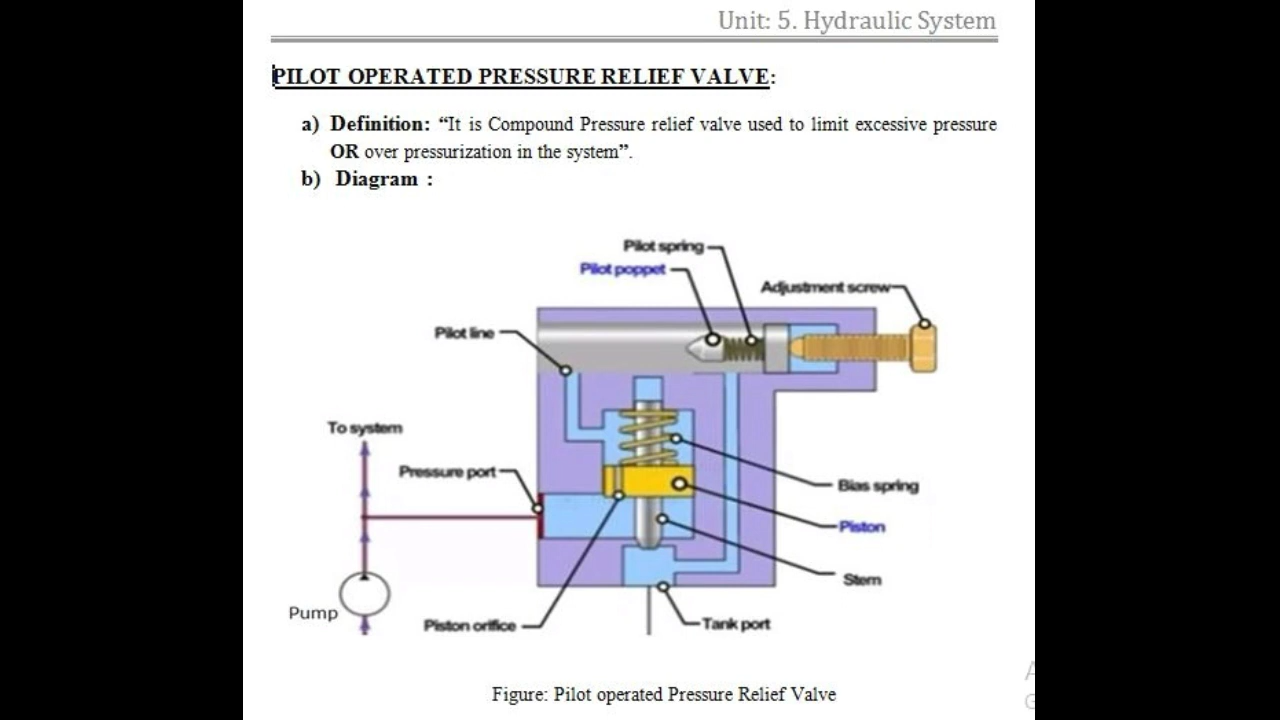 Unit: 5. Hydraulic System
PILOT OPERATED PRESSURE RELIEF VALVE:
a) Definition: “It is Compound Pressure relief valve used to limit excessive pressure
OR over pressurization in the system”.
b) Diagram :
Pilot spring
Pilot poppet
Adjustment screw
Pilot line
To system
Pressure port
Bias spring
Piston
Stem
Pump
Piston orifice
Tank port
Figure: Pilot operated Pressure Relief Valve